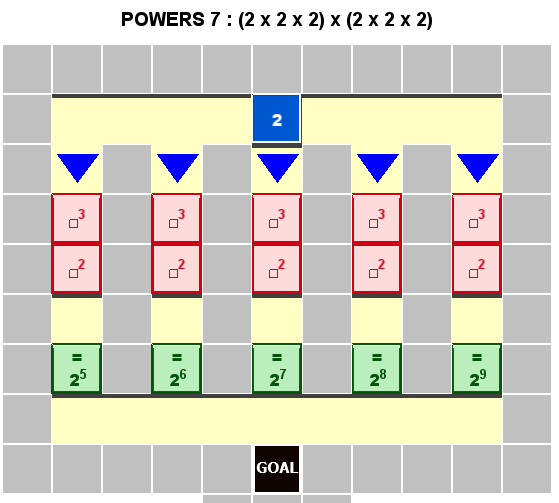 POWERS 7 : (2 x 2 x 2) x (2 x 2 x 2)
2
□³ □³ □³ □³ □³
□² □² □² □² □²
= = = = =
2⁵ 2⁶ 2⁷ 2⁸ 2⁹
GOAL